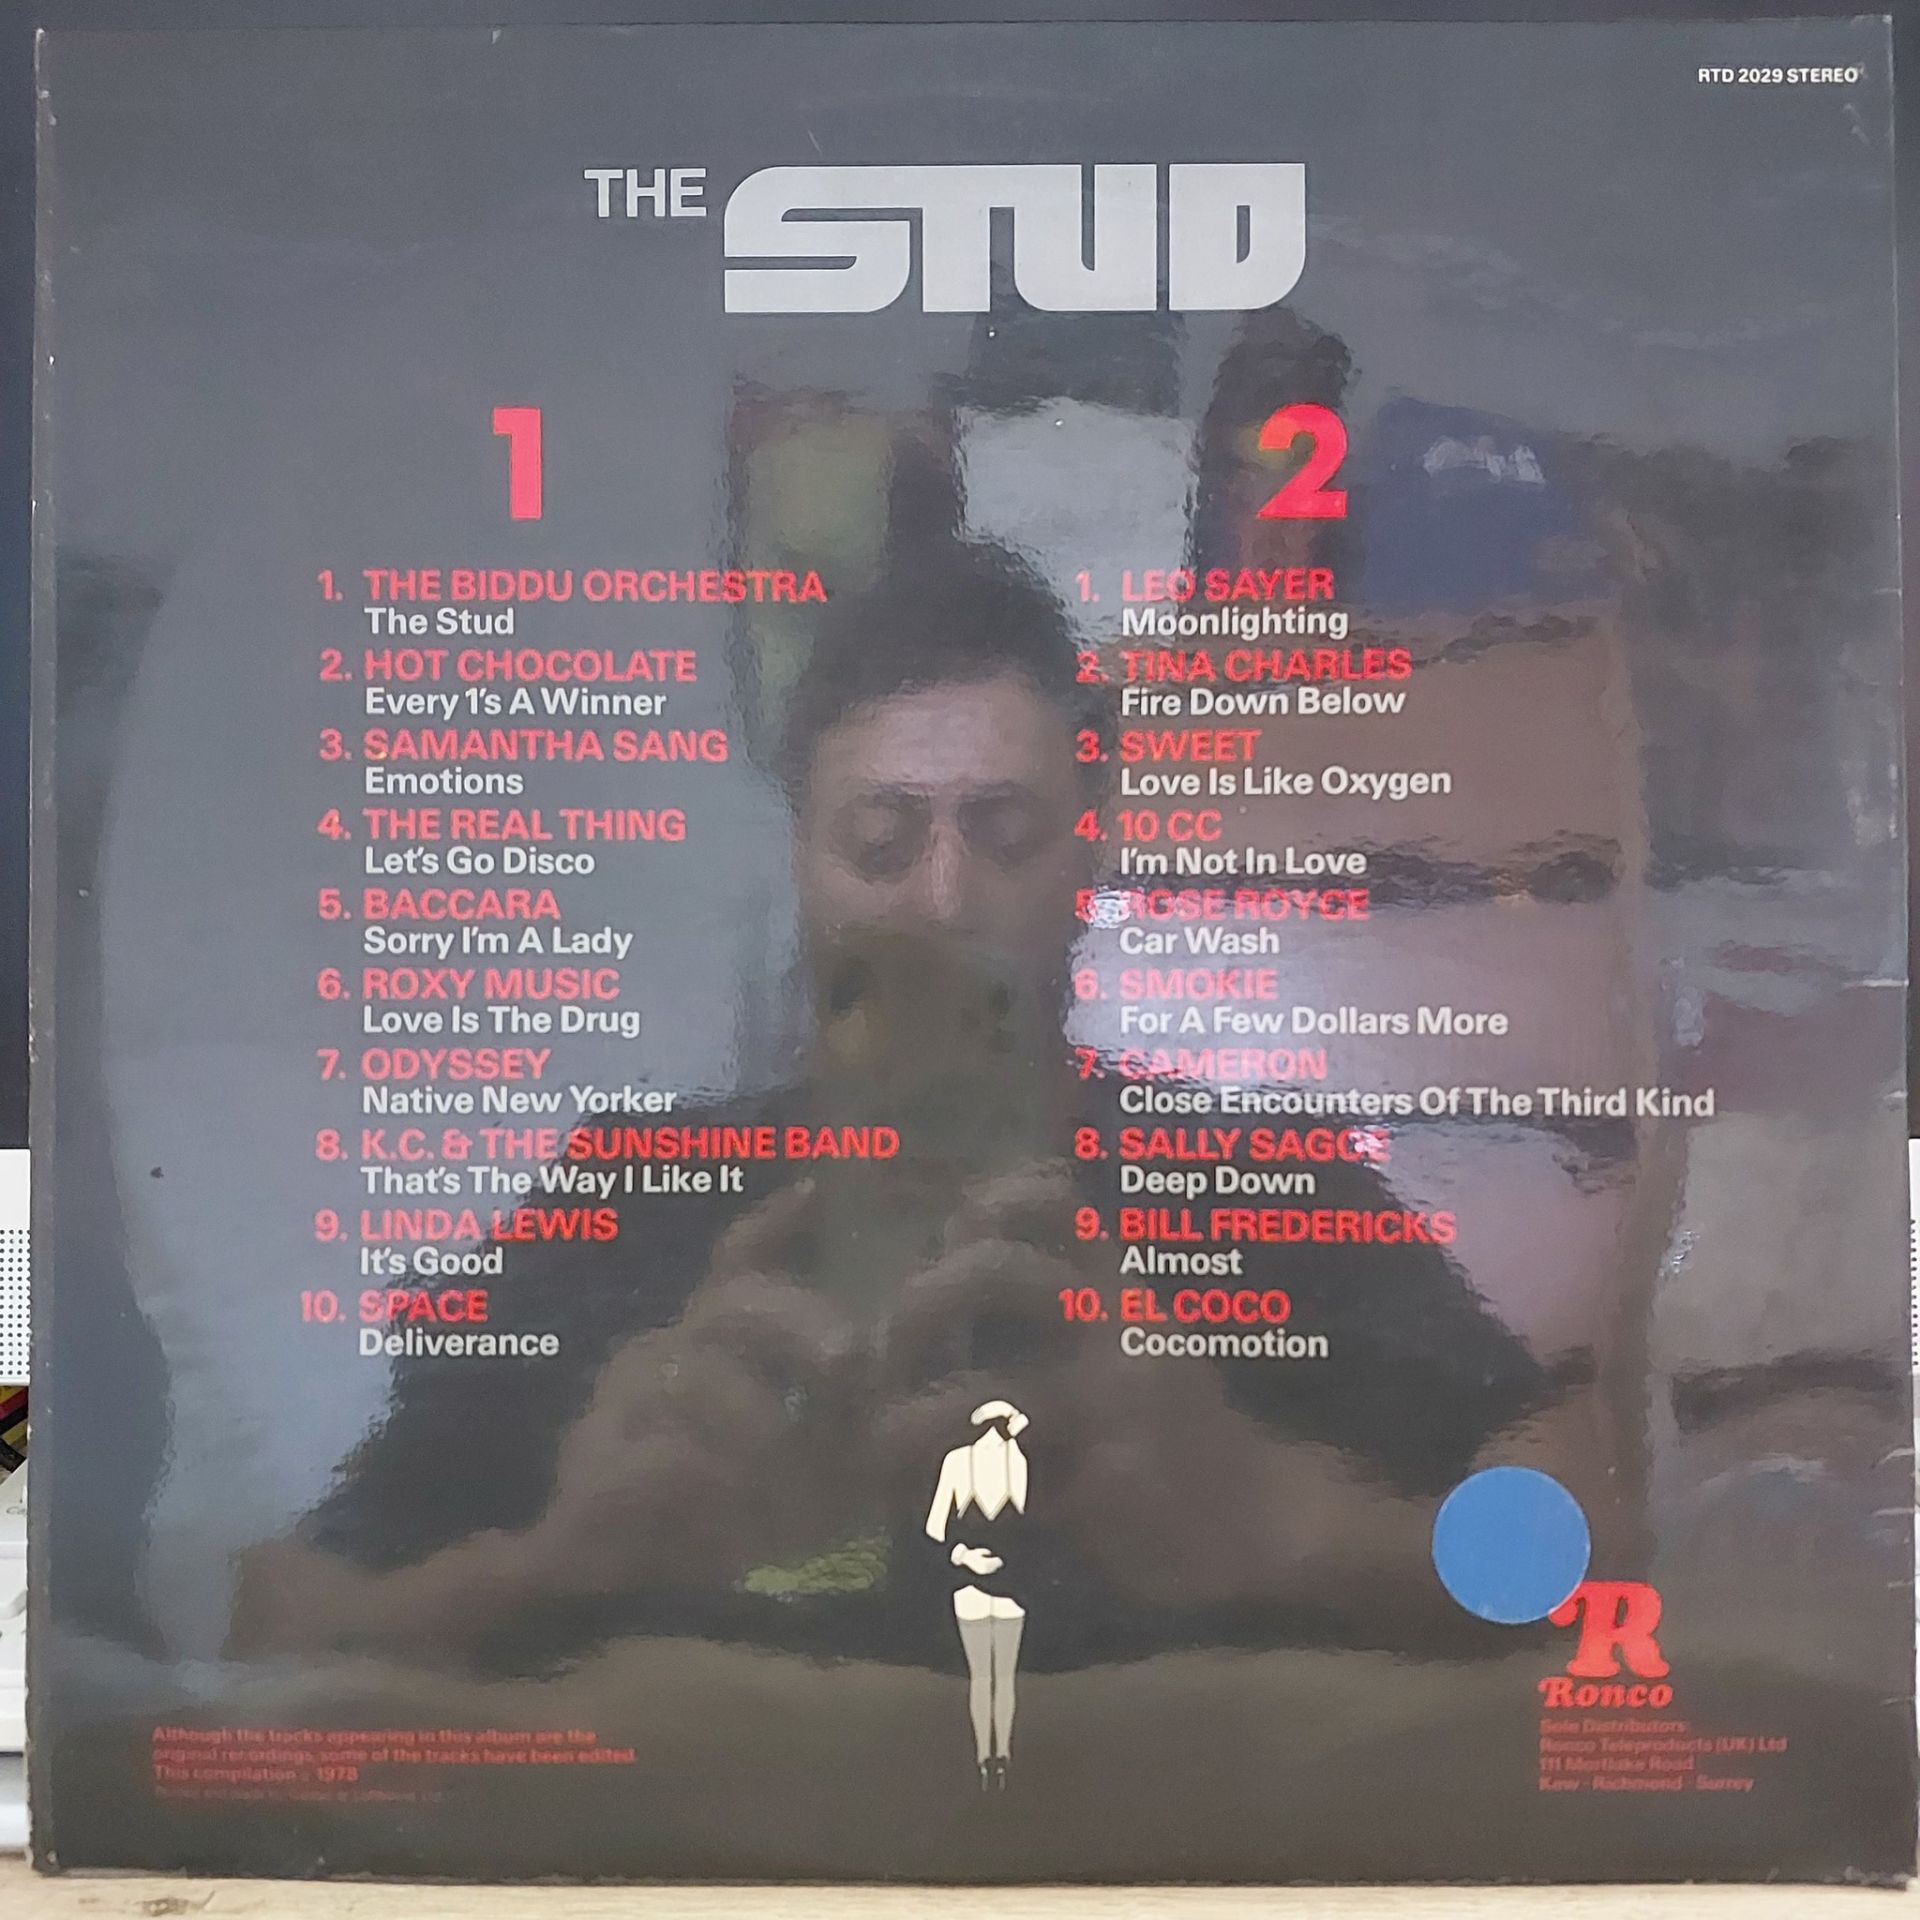 RTD 2029 STEREO
THE STUD
1
1. THE BIDDU ORCHESTRA
The Stud
2. HOT CHOCOLATE
Every 1's A Winner
3. SAMANTHA SANG
Emotions
4. THE REAL THING
Let's Go Disco
5. BACCARA
Sorry I'm A Lady
6. ROXY MUSIC
Love Is The Drug
7. ODYSSEY
Native New Yorker
8. K.C. & THE SUNSHINE BAND
That's The Way I Like It
9. LINDA LEWIS
It's Good
10. SPACE
Deliverance
2
1. LEO SAYER
Moonlighting
2. TINA CHARLES
Fire Down Below
3. SWEET
Love Is Like Oxygen
4. 10 CC
I'm Not In Love
5. ROSE ROYCE
Car Wash
6. SMOKIE
For A Few Dollars More
7. CAMERON
Close Encounters Of The Third Kind
8. SALLY SAGOE
Deep Down
9. BILL FREDERICKS
Almost
10. EL COCO
Cocomotion
Although the tracks appearing in this album are the
original recordings, some of the tracks have been edited.
This compilation 1978
R
Ronco
Sole Distributors:
Ronco Teleproducts (UK) Ltd
111 Mortlake Road
Kew · Richmond · Surrey